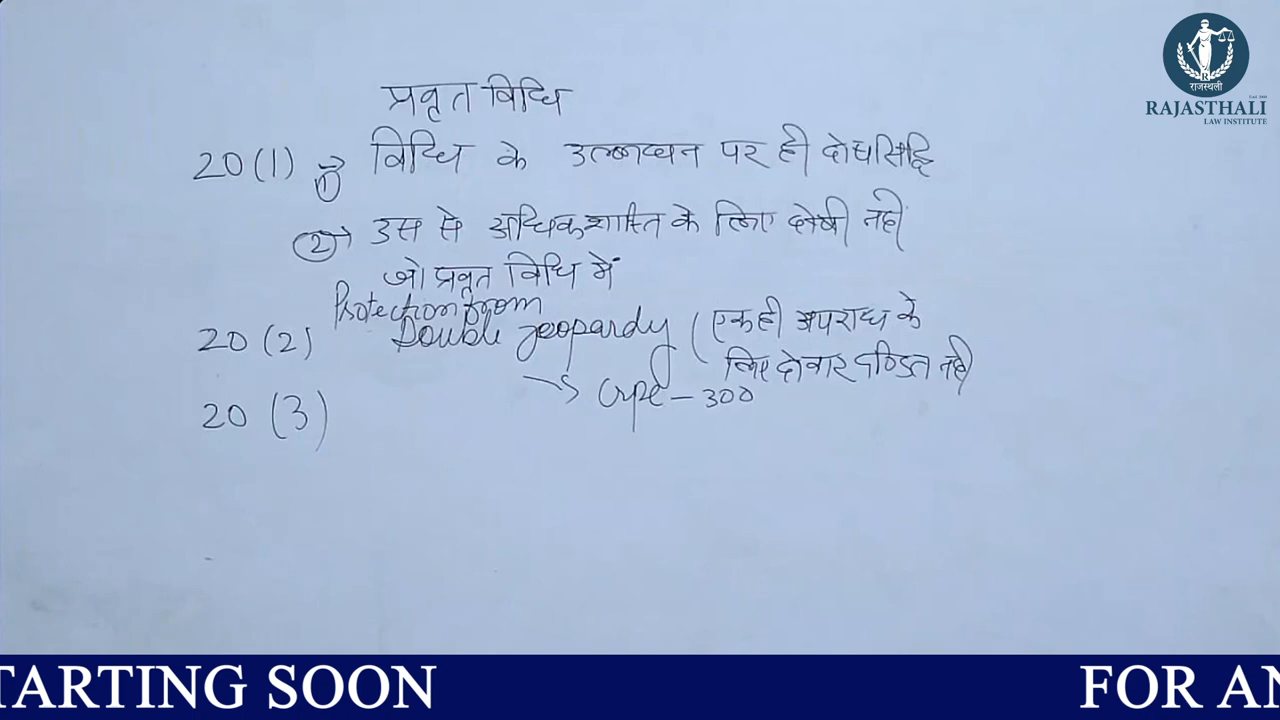 राजस्थली
RAJASTHALI
LAW INSTITUTE
प्रवृत विधि
20(1) ① विधि के उल्लंघन पर ही दोषसिद्धि
② उस से अधिक शास्ति के लिए दोषी नहीं
जो प्रवृत विधि में
Protection from
20 (2) Double jeopardy ( एक ही अपराध के
लिए दो बार दण्डित नहीं
→ CrPC - 300
20 (3)
TARTING SOON FOR AN